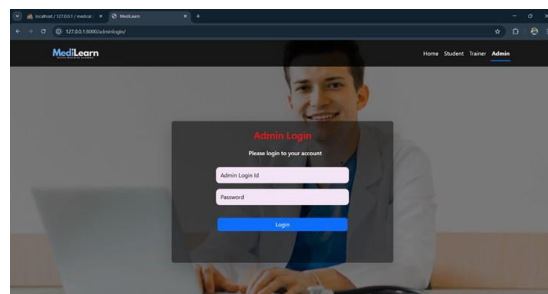 localhost / 127.0.0.1 / medical
MediLearn
127.0.0.1:8000/adminlogin/
MediLearn
Home Student Trainer Admin
Admin Login
Please login to your account
Admin Login Id
Password
Login